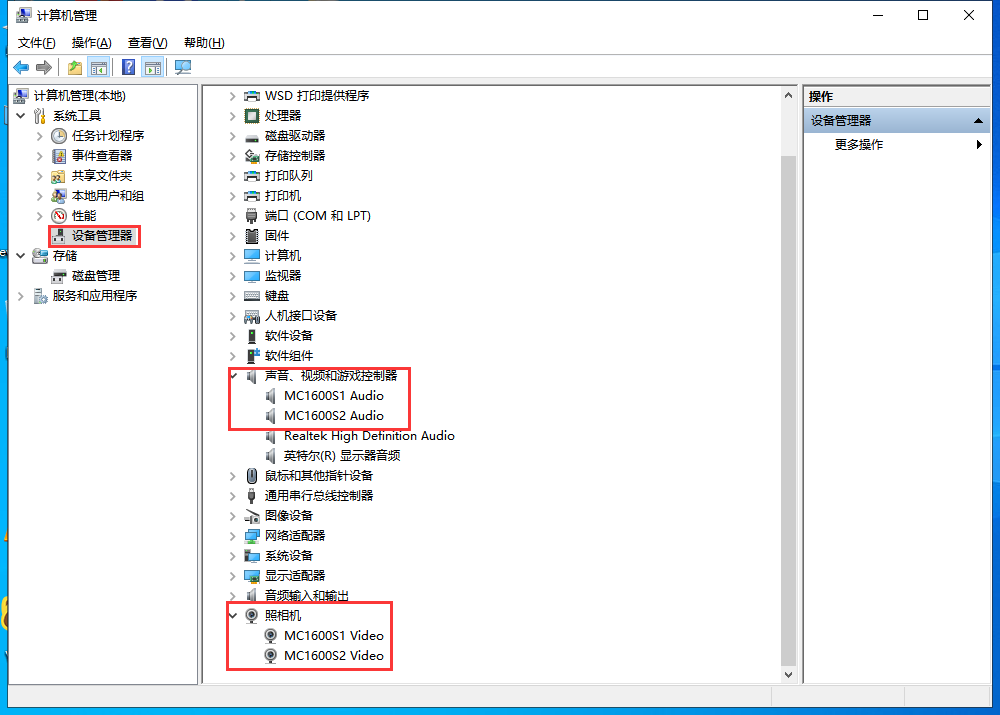 计算机管理
文件(F) 操作(A) 查看(V) 帮助(H)
计算机管理(本地)
系统工具
任务计划程序
事件查看器
共享文件夹
本地用户和组
性能
设备管理器
存储
磁盘管理
服务和应用程序
WSD 打印提供程序
处理器
磁盘驱动器
存储控制器
打印队列
打印机
端口 (COM 和 LPT)
固件
计算机
监视器
键盘
人机接口设备
软件设备
软件组件
声音、视频和游戏控制器
MC1600S1 Audio
MC1600S2 Audio
Realtek High Definition Audio
英特尔(R) 显示器音频
鼠标和其他指针设备
通用串行总线控制器
图像设备
网络适配器
系统设备
显示适配器
音频输入和输出
照相机
MC1600S1 Video
MC1600S2 Video
操作
设备管理器
更多操作